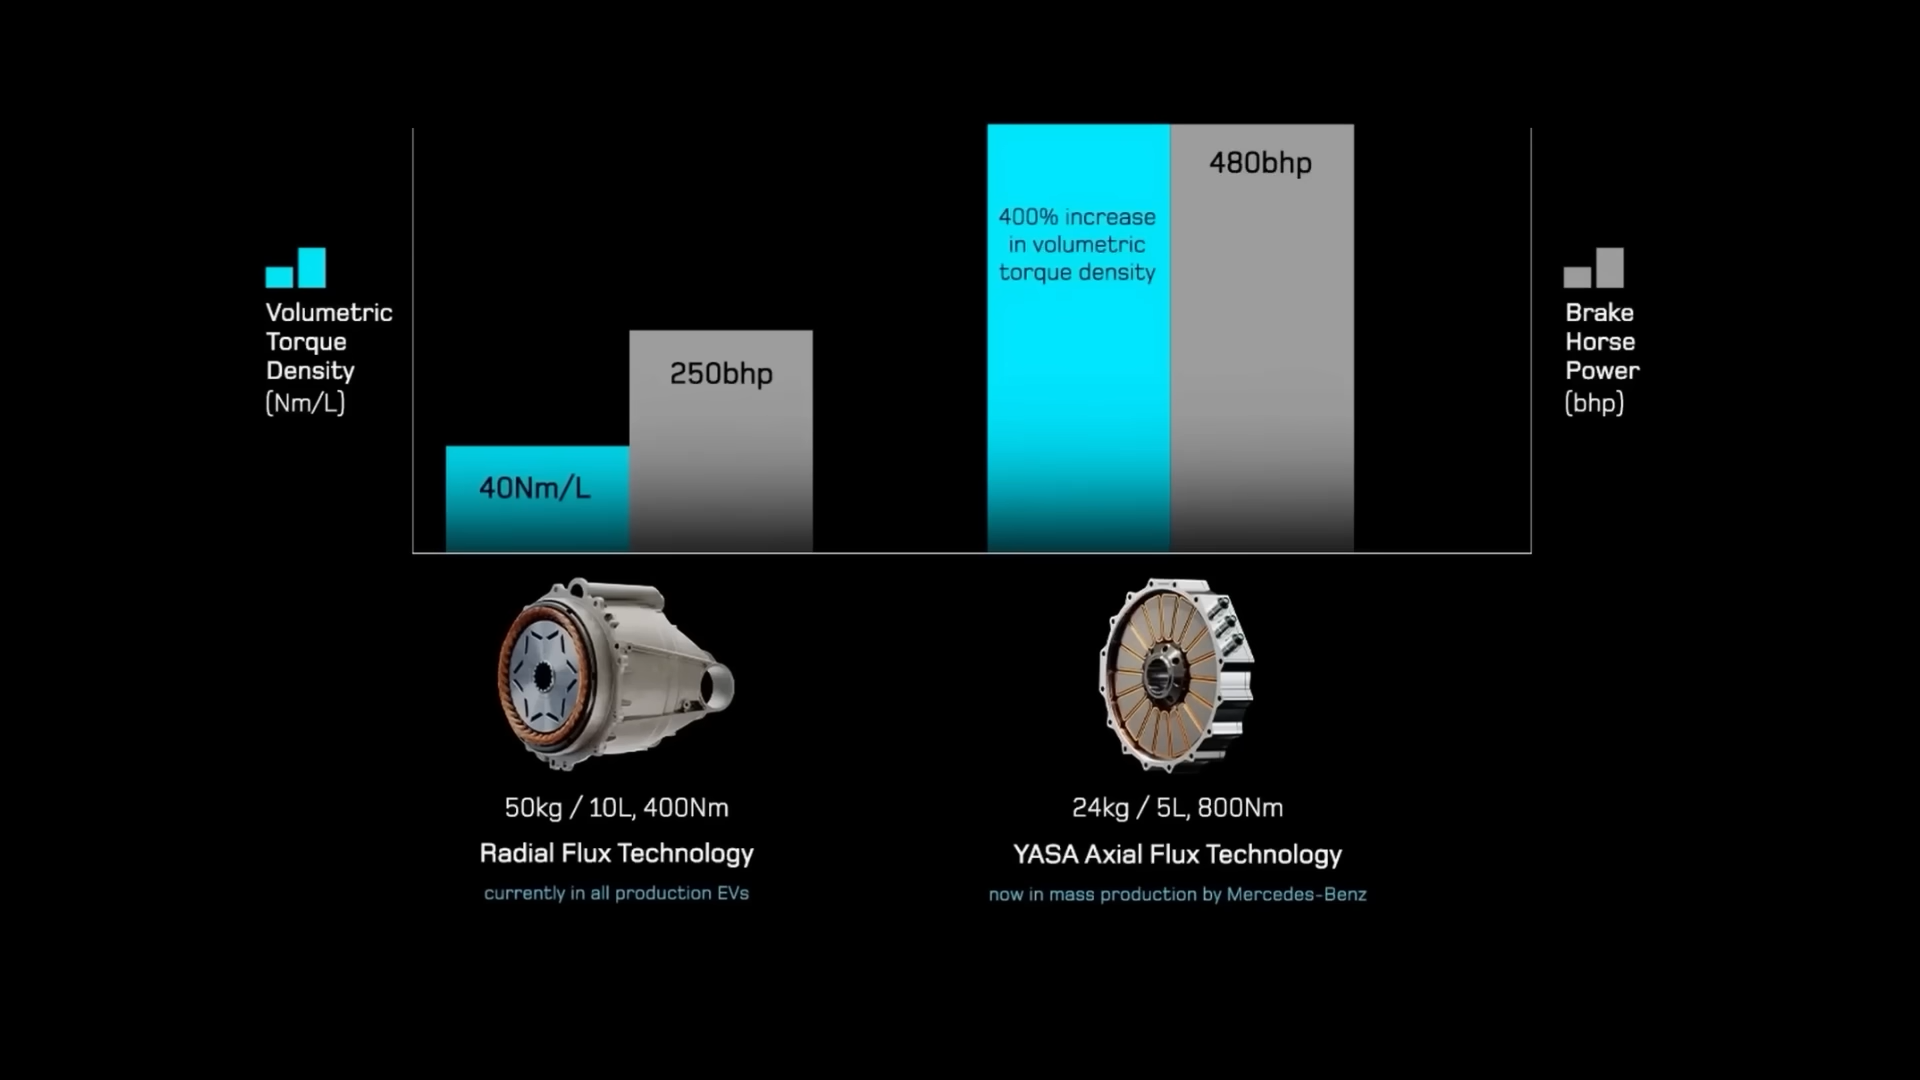 Volumetric
Torque
Density
(Nm/L)
40Nm/L
250bhp
400% increase
in volumetric
torque density
480bhp
Brake
Horse
Power
(bhp)
50kg / 10L, 400Nm
Radial Flux Technology
currently in all production EVs
24kg / 5L, 800Nm
YASA Axial Flux Technology
now in mass production by Mercedes-Benz